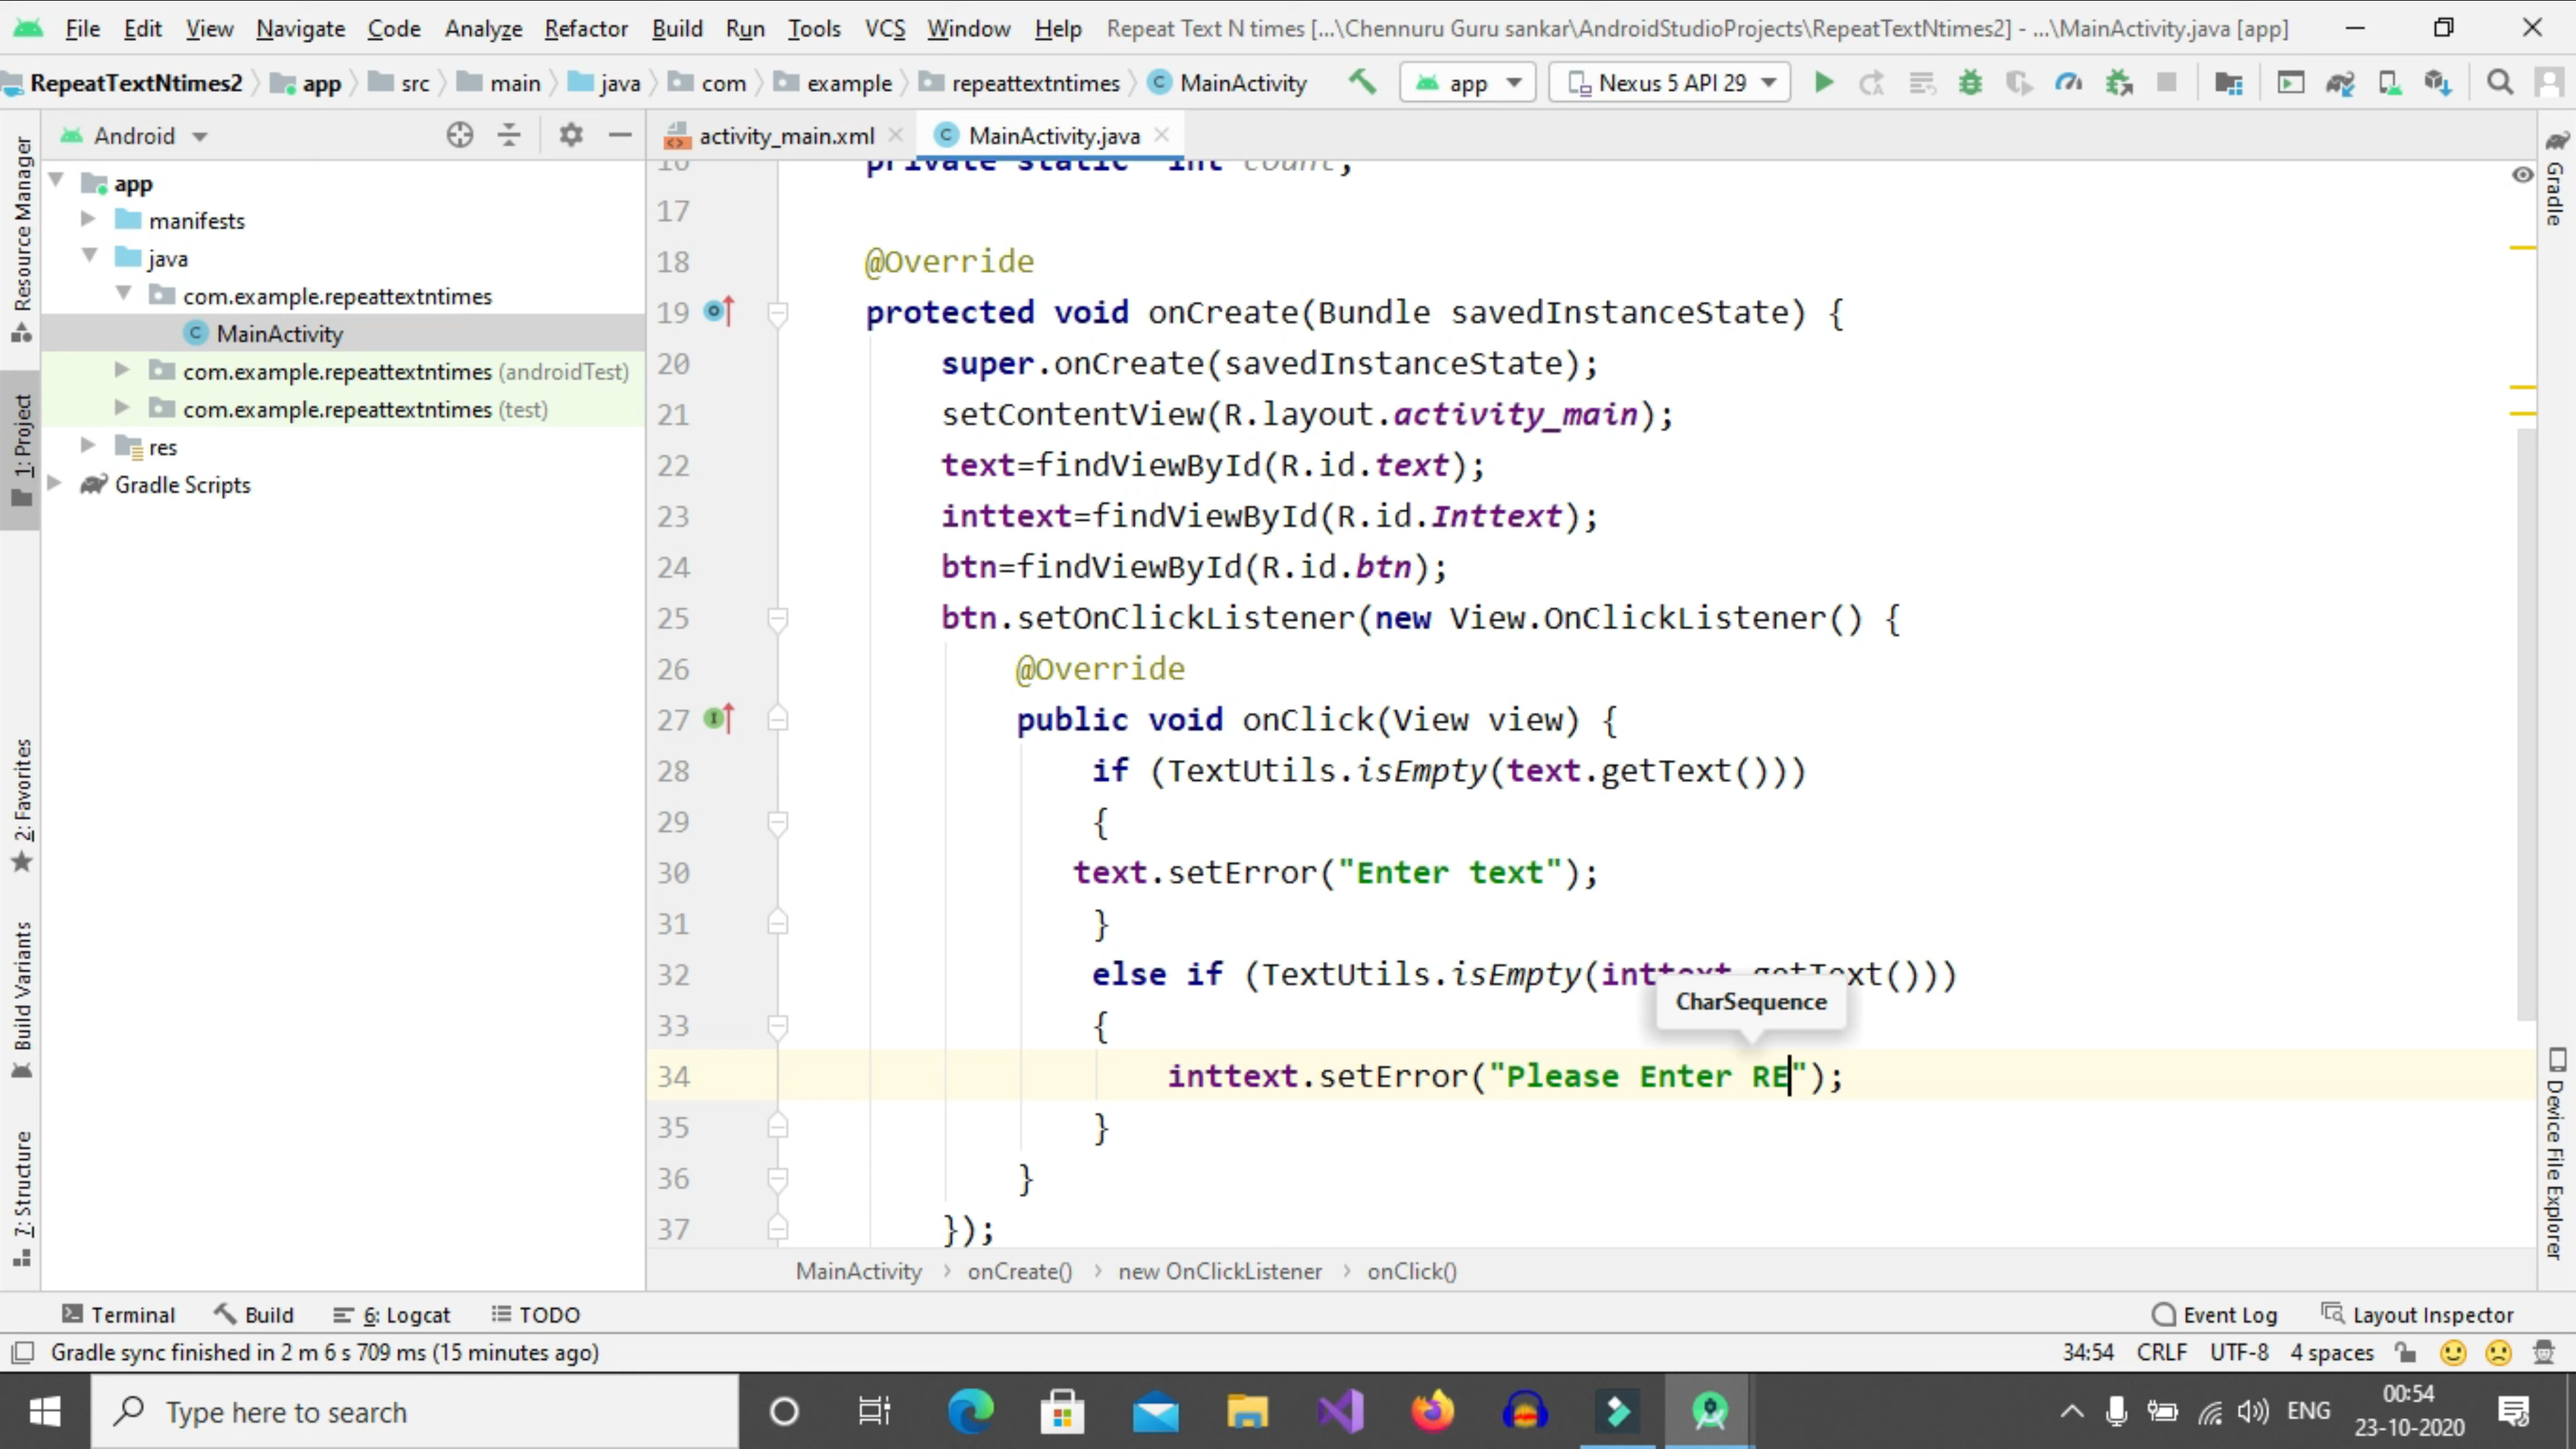 File Edit View Navigate Code Analyze Refactor Build Run Tools VCS Window Help Repeat Text N times [...\Chennuru Guru sankar\AndroidStudioProjects\RepeatTextNtimes2] - ...\MainActivity.java [app]
RepeatTextNtimes2 app src main java com example repeattextntimes MainActivity app Nexus 5 API 29
Android
activity_main.xml
MainActivity.java
Resource Manager
1: Project
2: Favorites
Build Variants
7: Structure
app
manifests
java
com.example.repeattextntimes
MainActivity
com.example.repeattextntimes (androidTest)
com.example.repeattextntimes (test)
res
Gradle Scripts
16 private static int count;
17
18 @Override
19 protected void onCreate(Bundle savedInstanceState) {
20 super.onCreate(savedInstanceState);
21 setContentView(R.layout.activity_main);
22 text=findViewById(R.id.text);
23 inttext=findViewById(R.id.Inttext);
24 btn=findViewById(R.id.btn);
25 btn.setOnClickListener(new View.OnClickListener() {
26 @Override
27 public void onClick(View view) {
28 if (TextUtils.isEmpty(text.getText()))
29 {
30 text.setError("Enter text");
31 }
32 else if (TextUtils.isEmpty(inttext.getText()))
CharSequence
33 {
34 inttext.setError("Please Enter RE");
35 }
36 }
37 });
Gradle
Device File Explorer
MainActivity › onCreate() › new OnClickListener › onClick()
Terminal Build 6: Logcat TODO Event Log Layout Inspector
Gradle sync finished in 2 m 6 s 709 ms (15 minutes ago) 34:54 CRLF UTF-8 4 spaces
Type here to search
ENG
00:54
23-10-2020